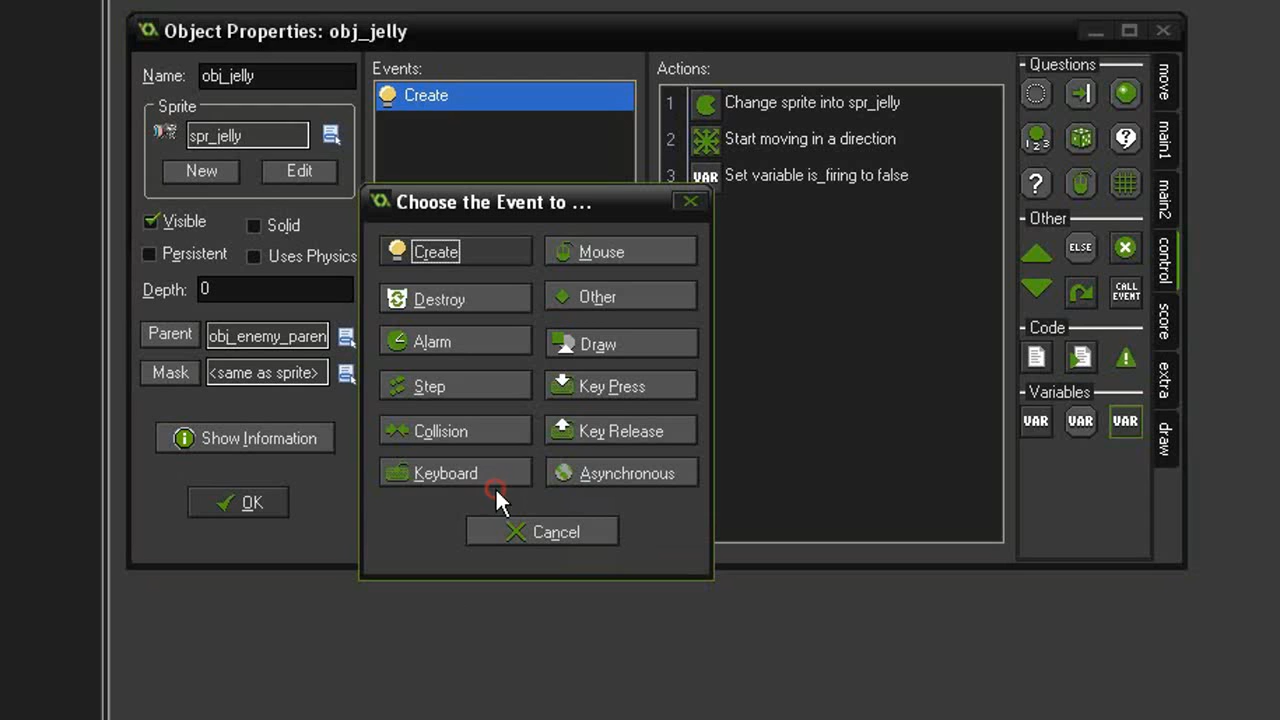 Object Properties: obj_jelly
Name: obj_jelly
Sprite
spr_jelly
New Edit
Visible Solid
Persistent Uses Physics
Depth: 0
Parent obj_enemy_paren
Mask <same as sprite>
Show Information
OK
Events:
Create
Actions:
1 Change sprite into spr_jelly
2 Start moving in a direction
3 VAR Set variable is_firing to false
Choose the Event to ...
Create Mouse
Destroy Other
Alarm Draw
Step Key Press
Collision Key Release
Keyboard Asynchronous
Cancel
Questions
1 2 3 ?
?
Other
ELSE
CALL
EVENT
Code
Variables
VAR VAR VAR
move
main1
main2
control
score
extra
draw